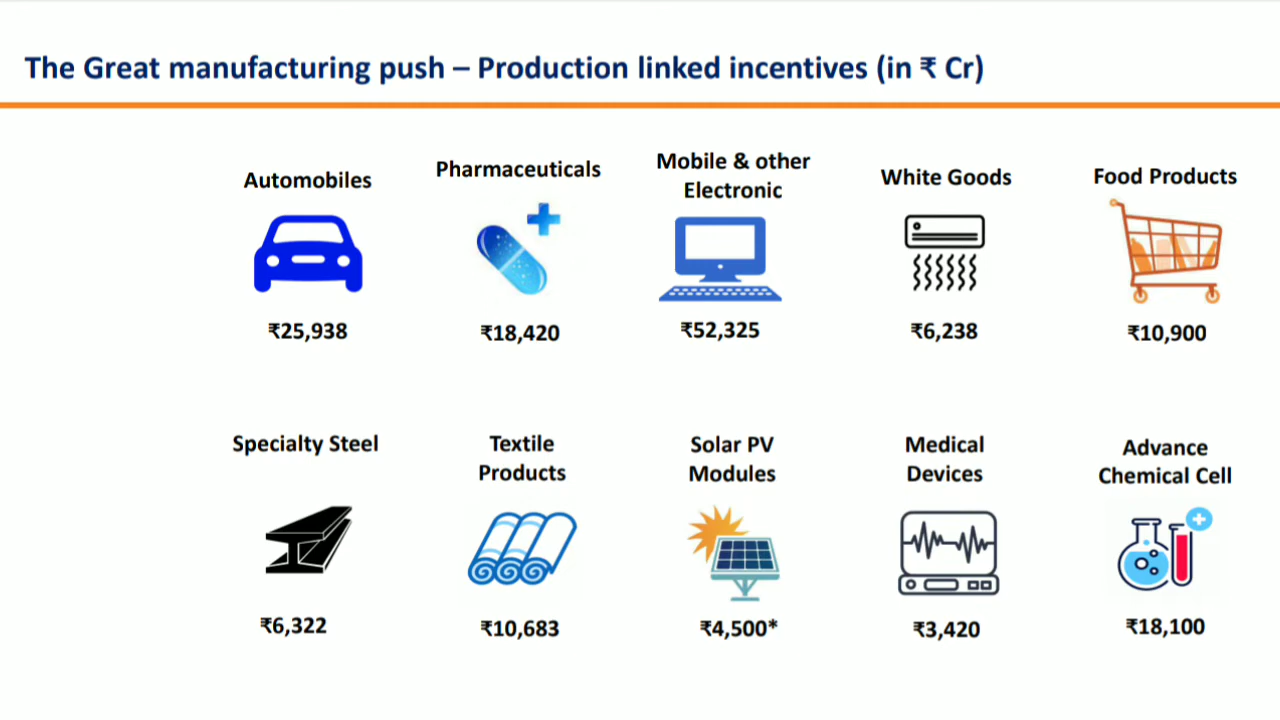 The Great manufacturing push – Production linked incentives (in ₹ Cr)
Automobiles
₹25,938
Pharmaceuticals
₹18,420
Mobile & other
Electronic
₹52,325
White Goods
₹6,238
Food Products
₹10,900
Specialty Steel
₹6,322
Textile
Products
₹10,683
Solar PV
Modules
₹4,500*
Medical
Devices
₹3,420
Advance
Chemical Cell
₹18,100